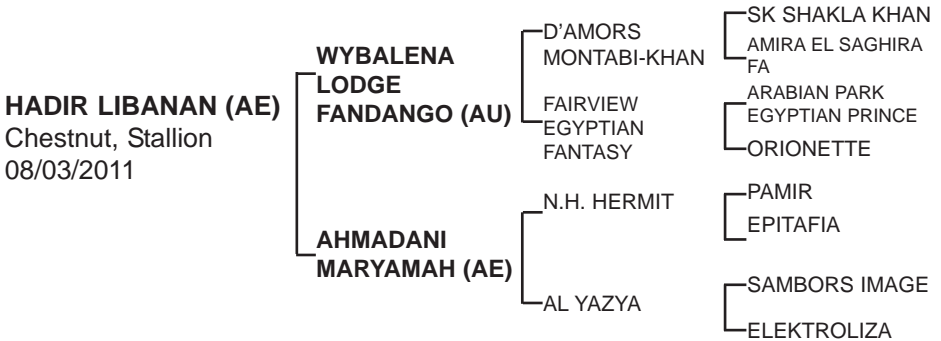 HADIR LIBANAN (AE)
Chestnut, Stallion
08/03/2011
WYBALENA
LODGE
FANDANGO (AU)
AHMADANI
MARYAMAH (AE)
D'AMORS
MONTABI-KHAN
FAIRVIEW
EGYPTIAN
FANTASY
N.H. HERMIT
AL YAZYA
SK SHAKLA KHAN
AMIRA EL SAGHIRA
FA
ARABIAN PARK
EGYPTIAN PRINCE
ORIONETTE
PAMIR
EPITAFIA
SAMBORS IMAGE
ELEKTROLIZA